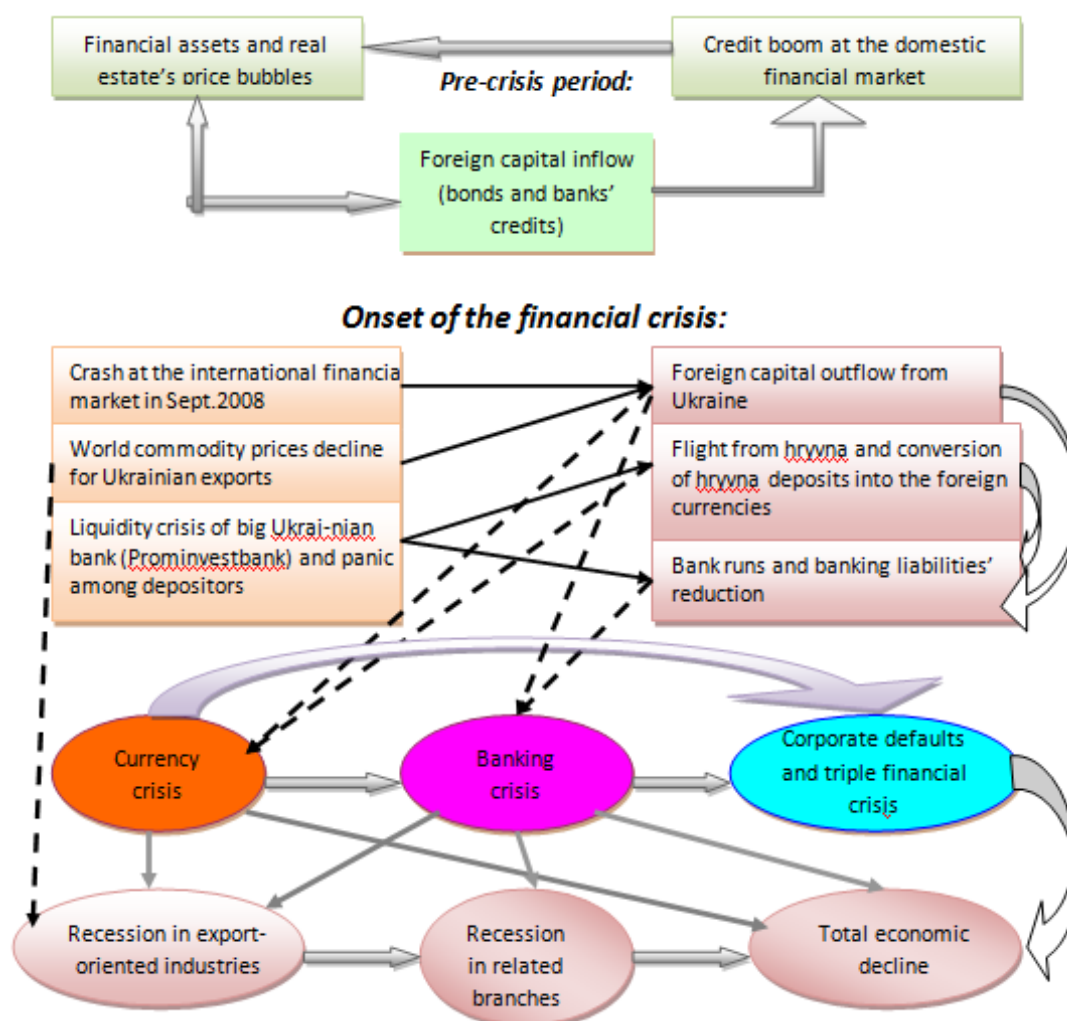 Financial assets and real
estate's price bubbles
Credit boom at the domestic
financial market
Pre-crisis period:
Foreign capital inflow
(bonds and banks'
credits)
Onset of the financial crisis:
Crash at the international financia
market in Sept.2008
World commodity prices decline
for Ukrainian exports
Liquidity crisis of big Ukrai-nian
bank (Prominvestbank) and panic
among depositors
Foreign capital outflow from
Ukraine
Flight from hryvna and conversion
of hryvna deposits into the foreign
currencies
Bank runs and banking liabilities'
reduction
Currency
crisis
Banking
crisis
Corporate defaults
and triple financial
crisis
Recession in export-
oriented industries
Recession
in related
branches
Total economic
decline